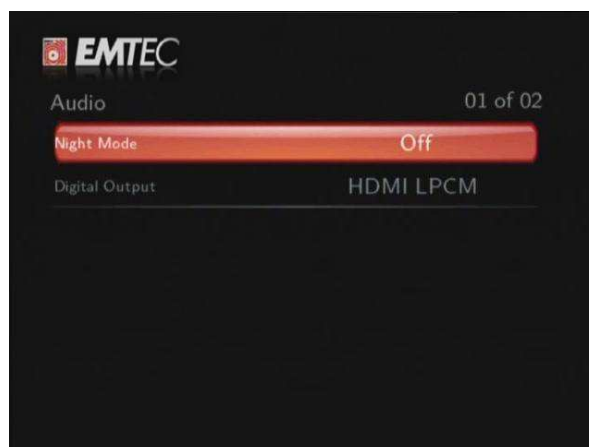 EMTEC
Audio 01 of 02
Night Mode Off
Digital Output HDMI LPCM